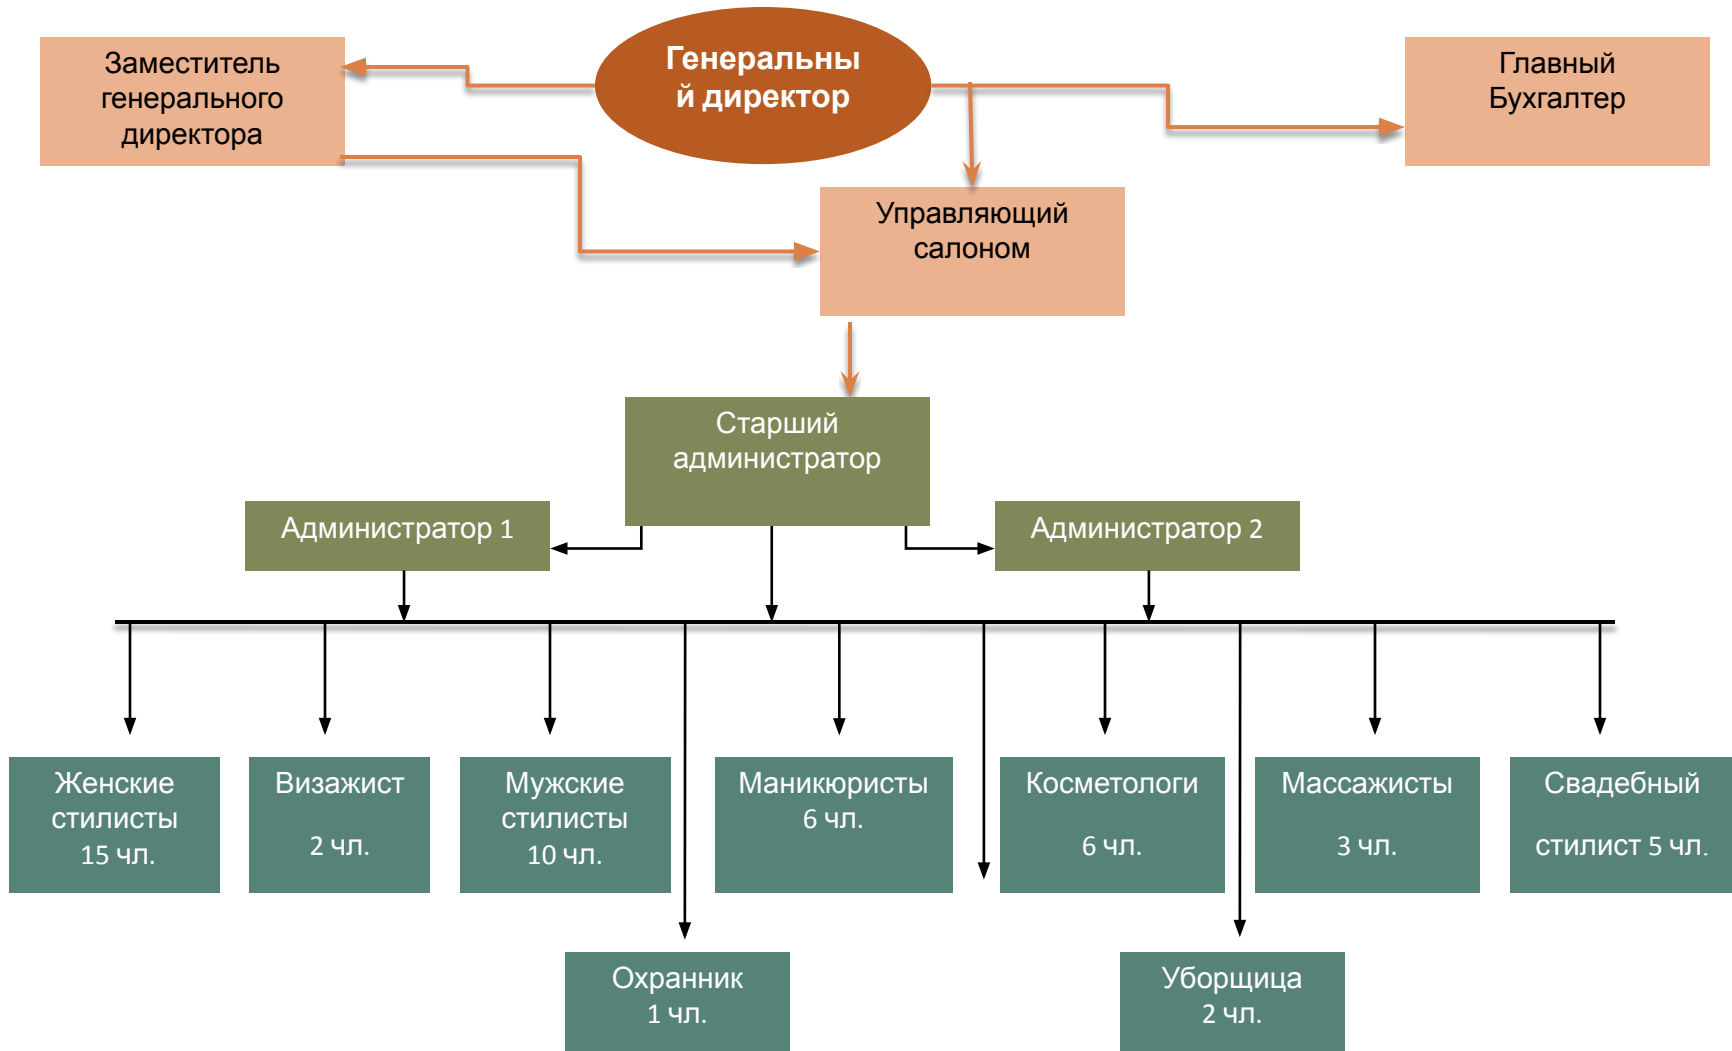 Заместитель
генерального
директора
Генеральны
й директор
Главный
Бухгалтер
Управляющий
салоном
Старший
администратор
Администратор 1
Администратор 2
Женские
стилисты
15 чл.
Визажист
2 чл.
Мужские
стилисты
10 чл.
Маникюристы
6 чл.
Косметологи
6 чл.
Массажисты
3 чл.
Свадебный
стилист 5 чл.
Охранник
1 чл.
Уборщица
2 чл.